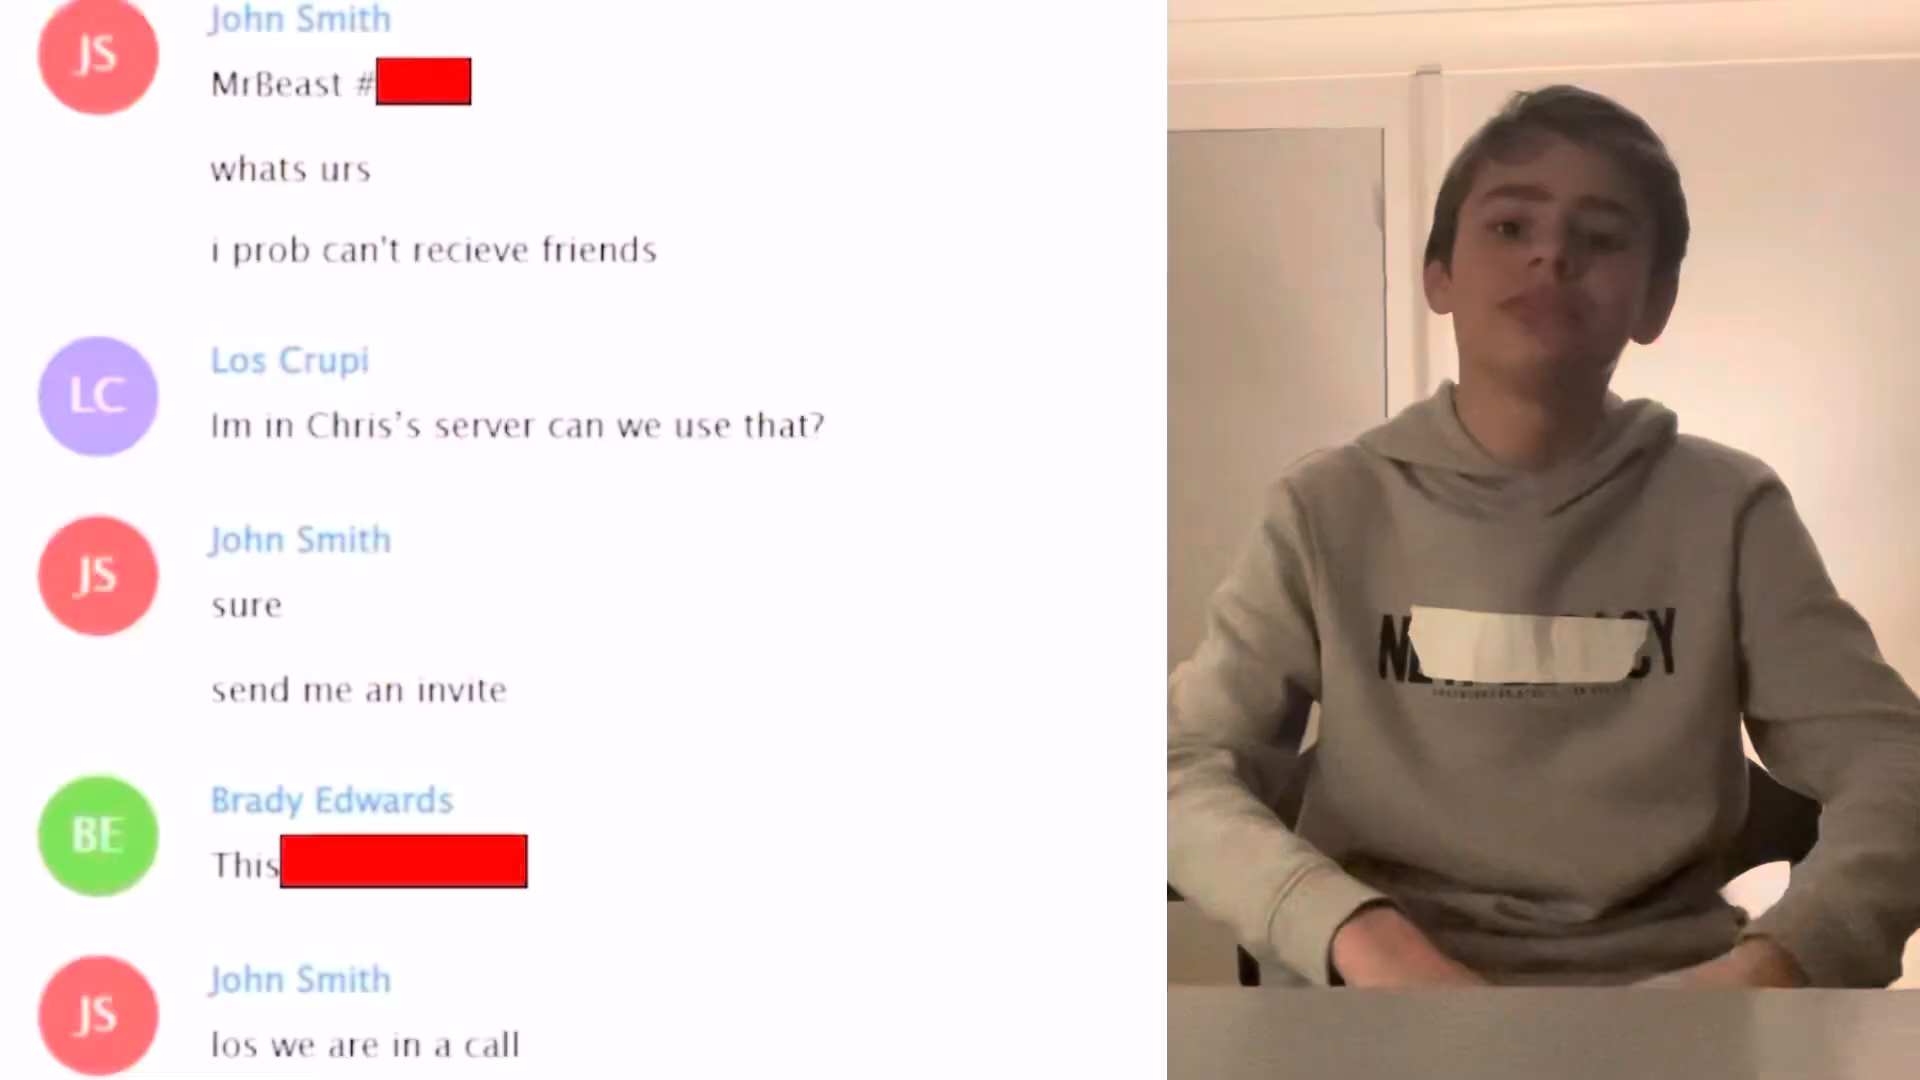 JS
John Smith
MrBeast #
whats urs
i prob can't recieve friends
LC
Los Crupi
Im in Chris’s server can we use that?
JS
John Smith
sure
send me an invite
BE
Brady Edwards
This
JS
John Smith
los we are in a call